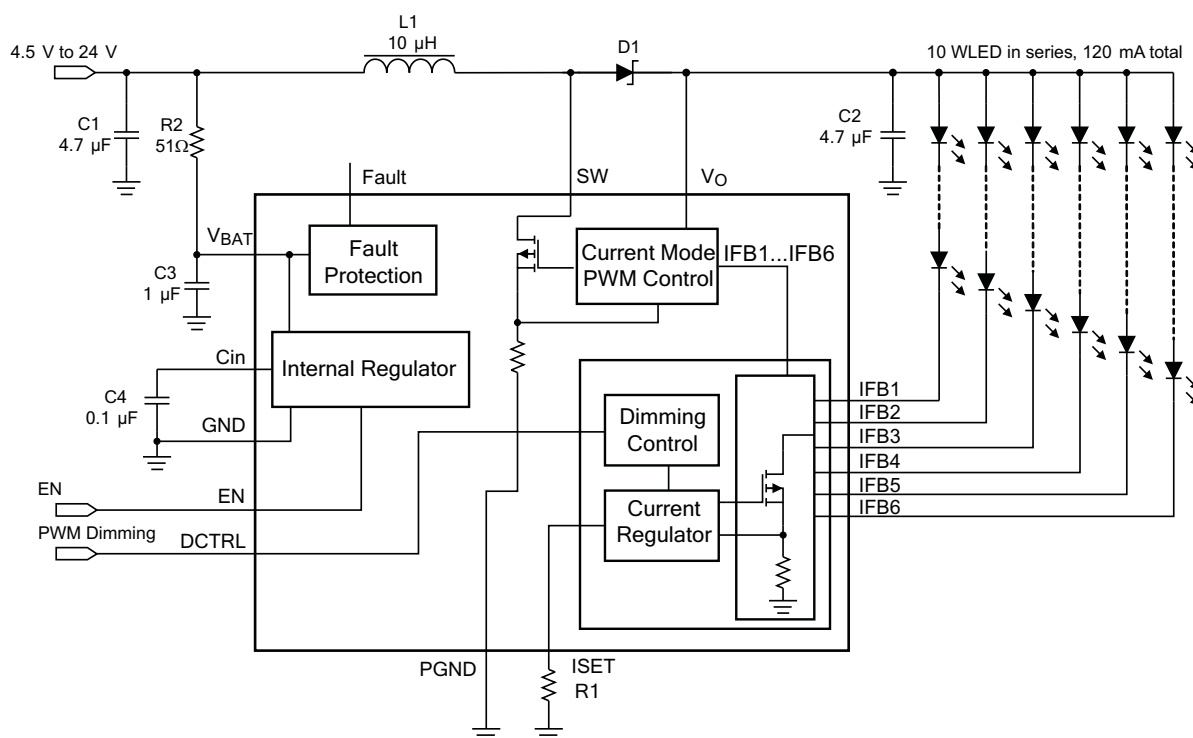 L1
10 µH
4.5 V to 24 V
D1
10 WLED in series, 120 mA total
C1
4.7 µF
R2
51Ω
C2
4.7 µF
Fault
SW
VO
VBAT
Fault
Protection
Current Mode
PWM Control
IFB1...IFB6
C3
1 µF
Cin
Internal Regulator
C4
0.1 µF
GND
Dimming
Control
IFB1
IFB2
IFB3
IFB4
IFB5
IFB6
EN
EN
Current
Regulator
PWM Dimming
DCTRL
PGND
ISET
R1